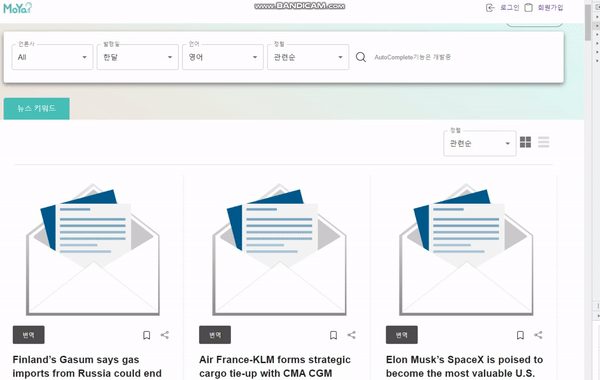 MoYa
www.BANDICAM.com
로그인 회원가입
언론사 발행일 언어 정렬
All 한달 영어 관련순 AutoComplete기능은 개발중
뉴스 키워드
정렬
관련순
번역 번역 번역
Finland's Gasum says gas
imports from Russia could end
Air France-KLM forms strategic
cargo tie-up with CMA CGM
Elon Musk's SpaceX is poised to
become the most valuable U.S.